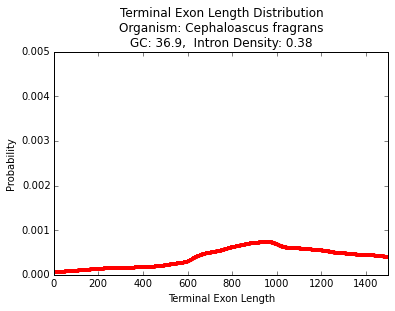 Terminal Exon Length Distribution
Organism: Cephaloascus fragrans
GC: 36.9,  Intron Density: 0.38
0.005
0.004
0.003
0.002
0.001
0.000
Probability
0 200 400 600 800 1000 1200 1400
Terminal Exon Length